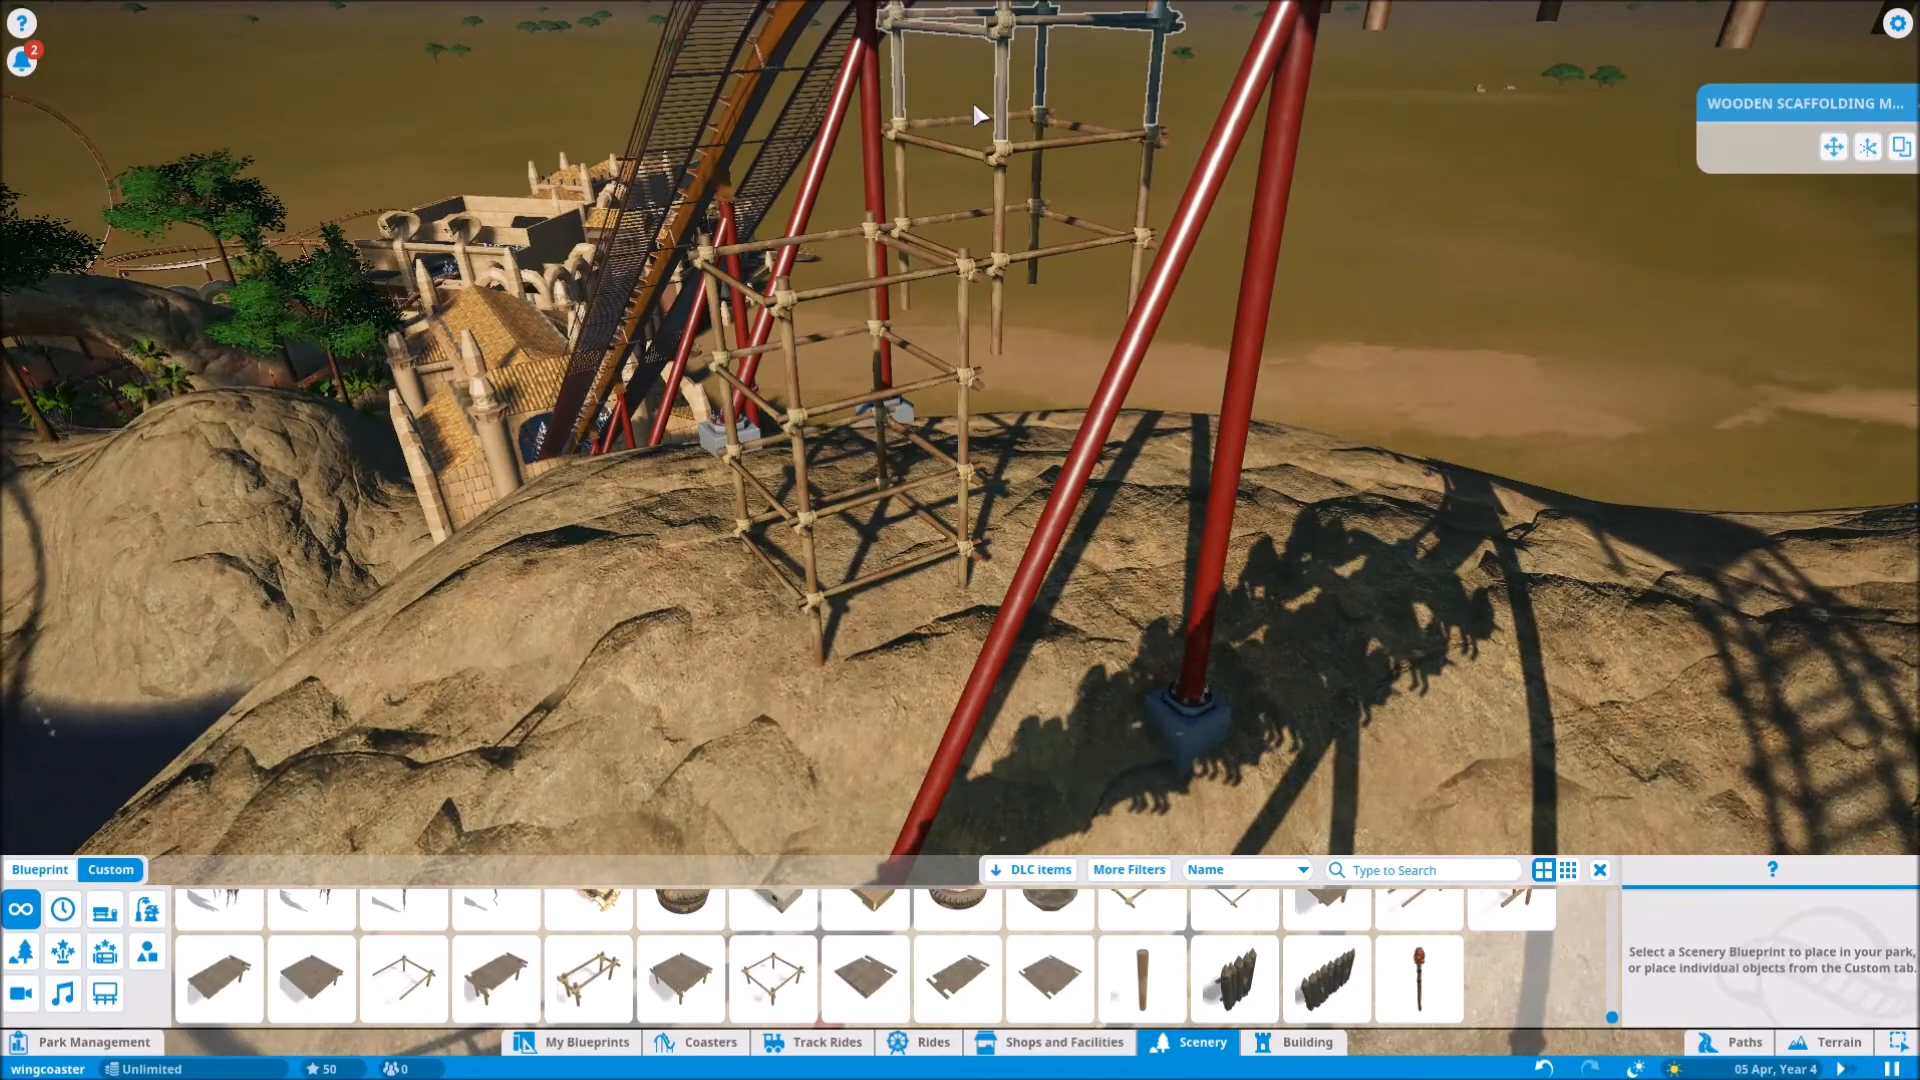 ?
2
WOODEN SCAFFOLDING M...
Blueprint
Custom
DLC items
More Filters
Name
Type to Search
?
Select a Scenery Blueprint to place in your park,
or place individual objects from the Custom tab.
Park Management
My Blueprints
Coasters
Track Rides
Rides
Shops and Facilities
Scenery
Building
Paths
Terrain
wingcoaster
Unlimited
50
0
05 Apr, Year 4